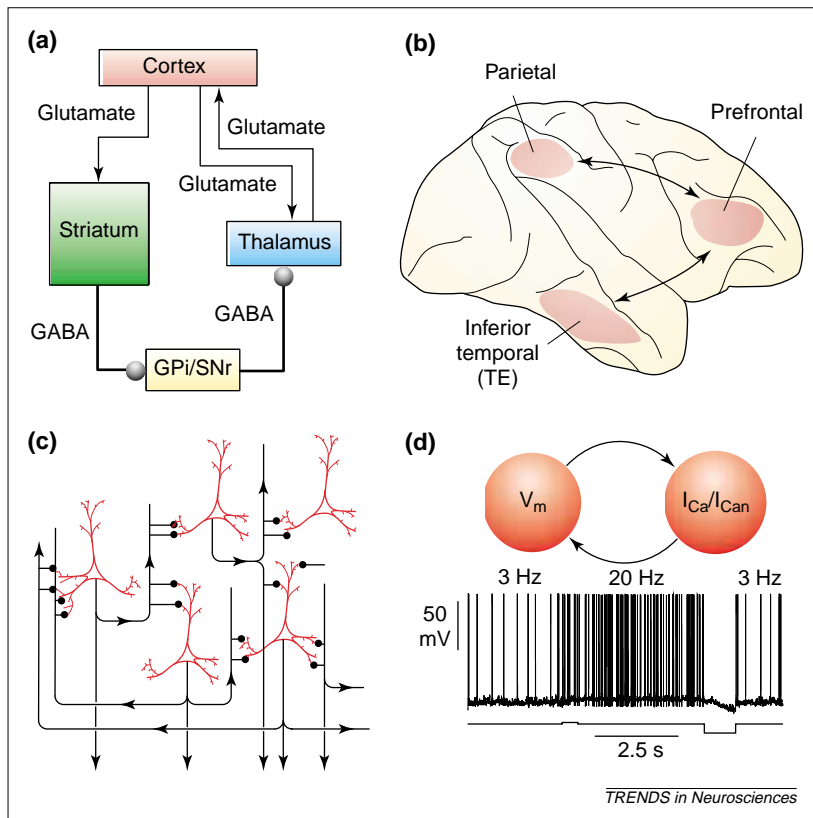 (a)
Cortex
Glutamate
Glutamate
Glutamate
Striatum
Thalamus
GABA
GABA
GPi/SNr
(b)
Parietal
Prefrontal
Inferior
temporal
(TE)
(c)
(d)
Vm
ICa/ICan
3 Hz
20 Hz
3 Hz
50
mV
2.5 s
TRENDS in Neurosciences